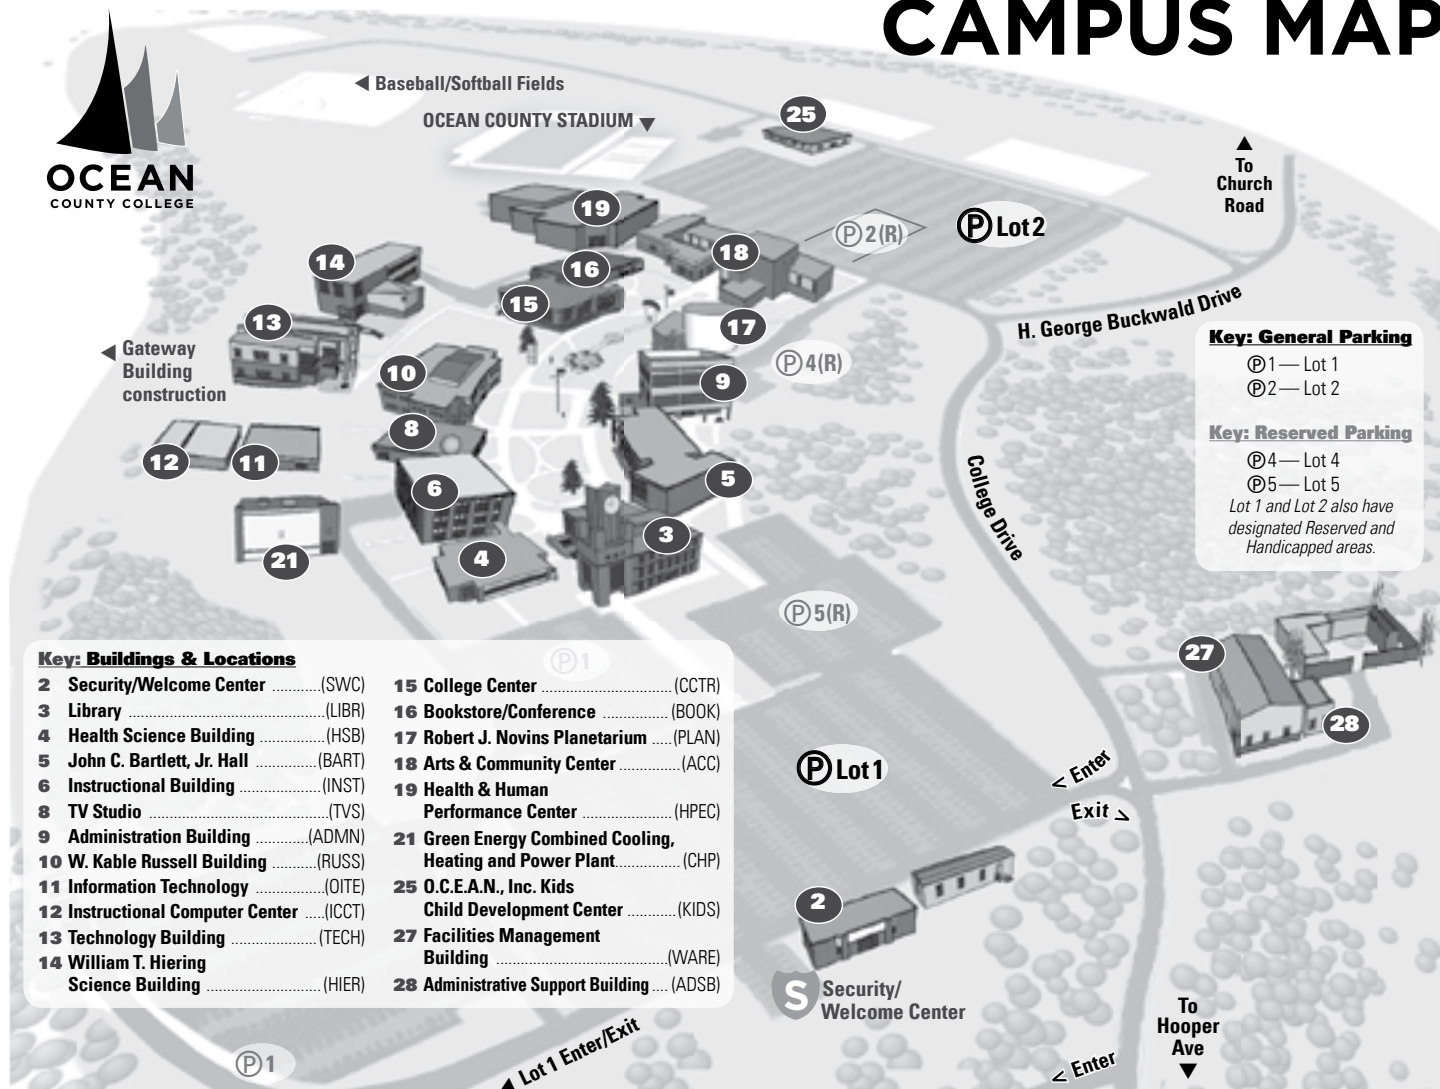 CAMPUS MAP
OCEAN
COUNTY COLLEGE
Baseball/Softball Fields
OCEAN COUNTY STADIUM
25
To
Church
Road
19
P 2(R)
P Lot 2
14
16
18
15
13
17
H. George Buckwald Drive
Gateway
Building
construction
10
P 4(R)
9
Key: General Parking
P 1— Lot 1
P 2— Lot 2
Key: Reserved Parking
P 4— Lot 4
P 5— Lot 5
Lot 1 and Lot 2 also have
designated Reserved and
Handicapped areas.
8
12
11
6
5
College Drive
21
4
3
P 5(R)
P 1
27
28
Key: Buildings & Locations
2 Security/Welcome Center ............(SWC)
3 Library ................................................(LIBR)
4 Health Science Building ................(HSB)
5 John C. Bartlett, Jr. Hall ...............(BART)
6 Instructional Building ....................(INST)
8 TV Studio ............................................(TVS)
9 Administration Building ..............(ADMN)
10 W. Kable Russell Building ...........(RUSS)
11 Information Technology .................(OITE)
12 Instructional Computer Center .....(ICCT)
13 Technology Building .....................(TECH)
14 William T. Hiering
Science Building ............................(HIER)
15 College Center ................................(CCTR)
16 Bookstore/Conference ................(BOOK)
17 Robert J. Novins Planetarium .....(PLAN)
18 Arts & Community Center ...............(ACC)
19 Health & Human
Performance Center ......................(HPEC)
21 Green Energy Combined Cooling,
Heating and Power Plant................(CHP)
25 O.C.E.A.N., Inc. Kids
Child Development Center ............(KIDS)
27 Facilities Management
Building ..........................................(WARE)
28 Administrative Support Building ....(ADSB)
P Lot 1
< Enter
Exit >
2
S
Security/
Welcome Center
To
Hooper
Ave
P 1
Lot 1 Enter/Exit
< Enter